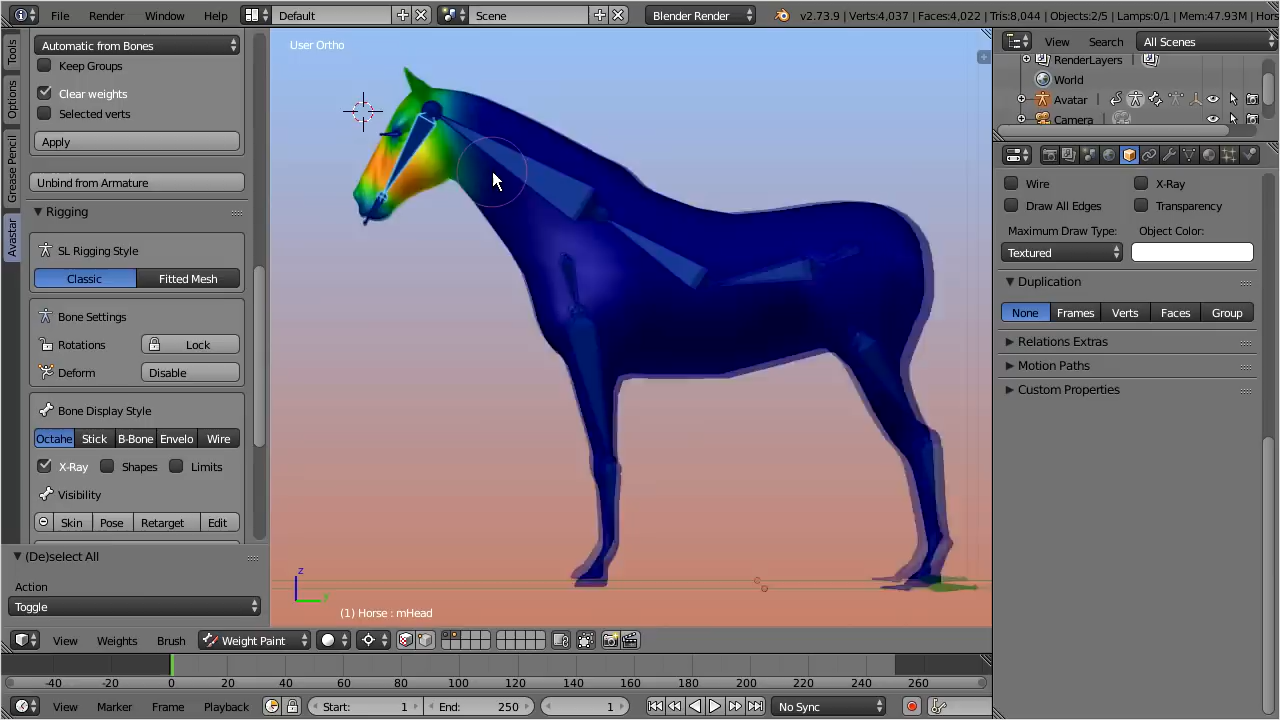 File Render Window Help Default Scene Blender Render v2.73.9 | Verts:4,037 | Faces:4,022 | Tris:8,044 | Objects:2/5 | Lamps:0/1 | Mem:47.93M | Hors
Tools
Options
Grease Pencil
Avastar
Automatic from Bones
Keep Groups
Clear weights
Selected verts
Apply
Unbind from Armature
Rigging
SL Rigging Style
Classic Fitted Mesh
Bone Settings
Rotations Lock
Deform Disable
Bone Display Style
Octahe Stick B-Bone Envelo Wire
X-Ray Shapes Limits
Visibility
Skin Pose Retarget Edit
(De)select All
Action
Toggle
User Ortho
z
y
(1) Horse : mHead
View Search All Scenes
RenderLayers
World
Avatar
Camera
Wire X-Ray
Draw All Edges Transparency
Maximum Draw Type: Object Color:
Textured
Duplication
None Frames Verts Faces Group
Relations Extras
Motion Paths
Custom Properties
View Weights Brush Weight Paint
-40 -20 0 20 40 60 80 100 120 140 160 180 200 220 240 260
View Marker Frame Playback Start: 1 End: 250 1 No Sync